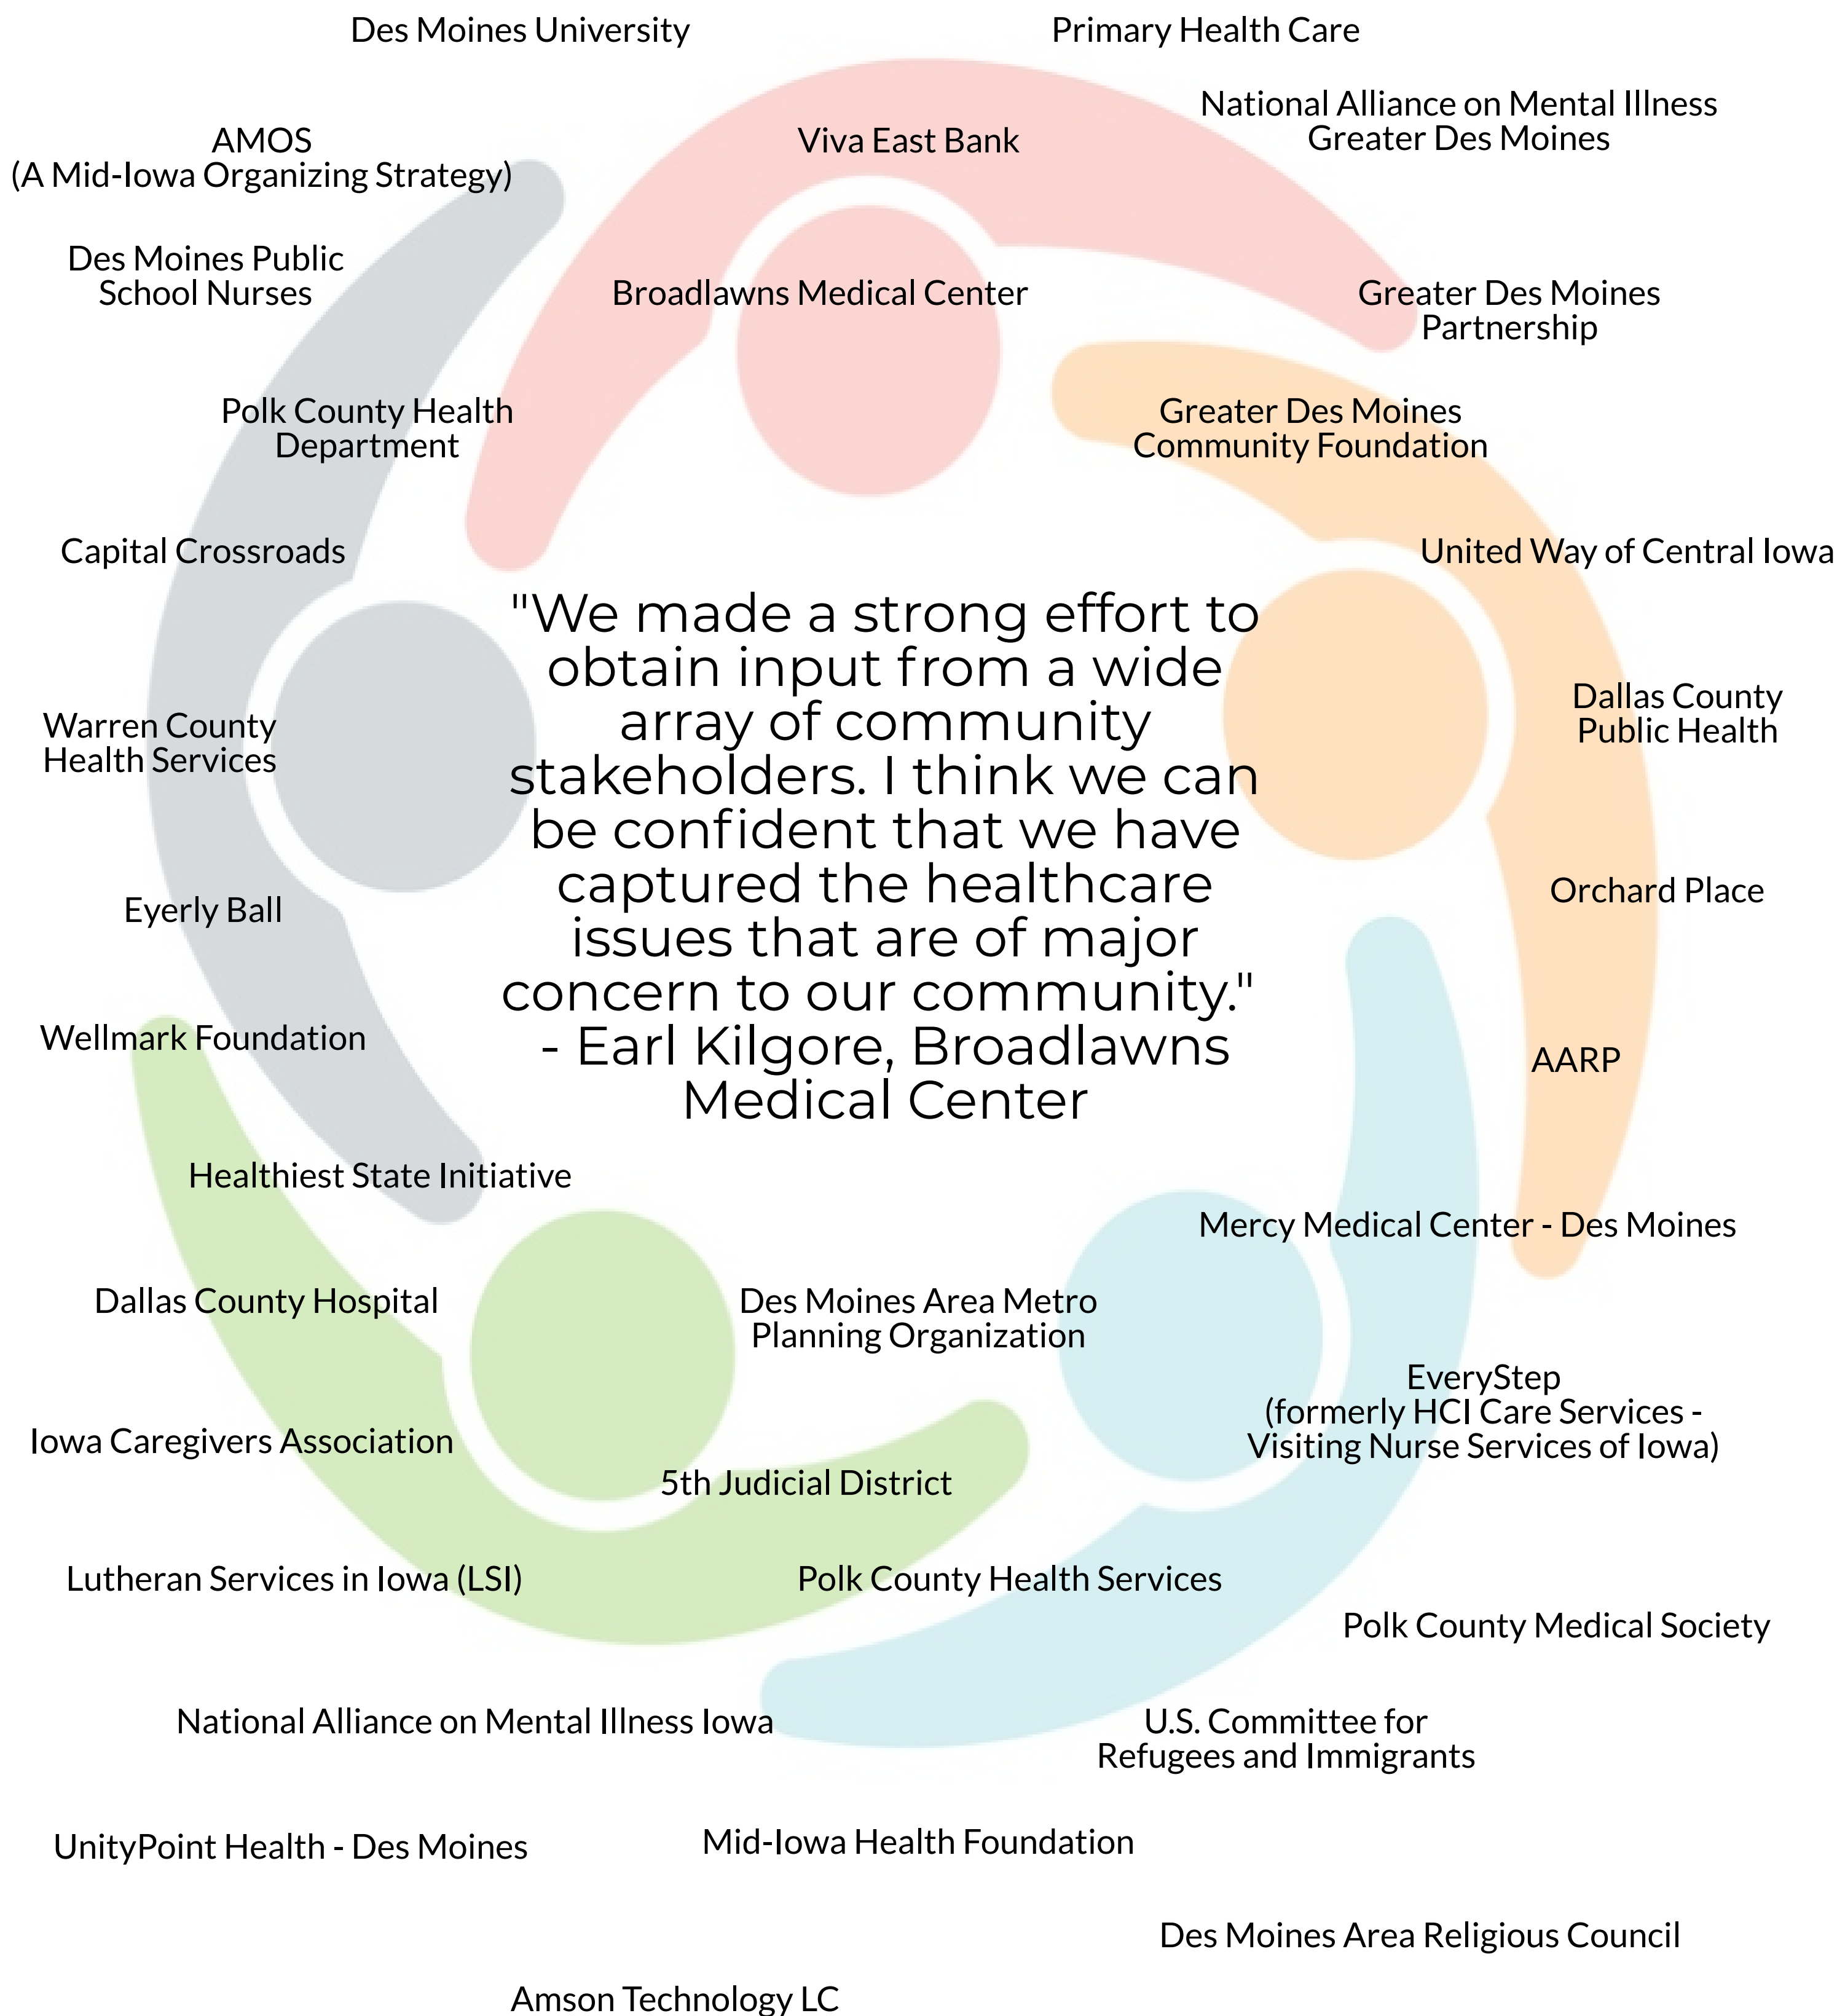 Des Moines University
Primary Health Care
National Alliance on Mental Illness
Greater Des Moines
AMOS
(A Mid-Iowa Organizing Strategy)
Viva East Bank
Des Moines Public
School Nurses
Broadlawns Medical Center
Greater Des Moines
Partnership
Polk County Health
Department
Greater Des Moines
Community Foundation
Capital Crossroads
United Way of Central Iowa
"We made a strong effort to
obtain input from a wide
array of community
stakeholders. I think we can
be confident that we have
captured the healthcare
issues that are of major
concern to our community."
- Earl Kilgore, Broadlawns
Medical Center
Warren County
Health Services
Dallas County
Public Health
Eyerly Ball
Orchard Place
Wellmark Foundation
AARP
Healthiest State Initiative
Mercy Medical Center - Des Moines
Dallas County Hospital
Des Moines Area Metro
Planning Organization
EveryStep
(formerly HCI Care Services -
Visiting Nurse Services of Iowa)
Iowa Caregivers Association
5th Judicial District
Lutheran Services in Iowa (LSI)
Polk County Health Services
Polk County Medical Society
National Alliance on Mental Illness Iowa
U.S. Committee for
Refugees and Immigrants
UnityPoint Health - Des Moines
Mid-Iowa Health Foundation
Des Moines Area Religious Council
Amson Technology LC